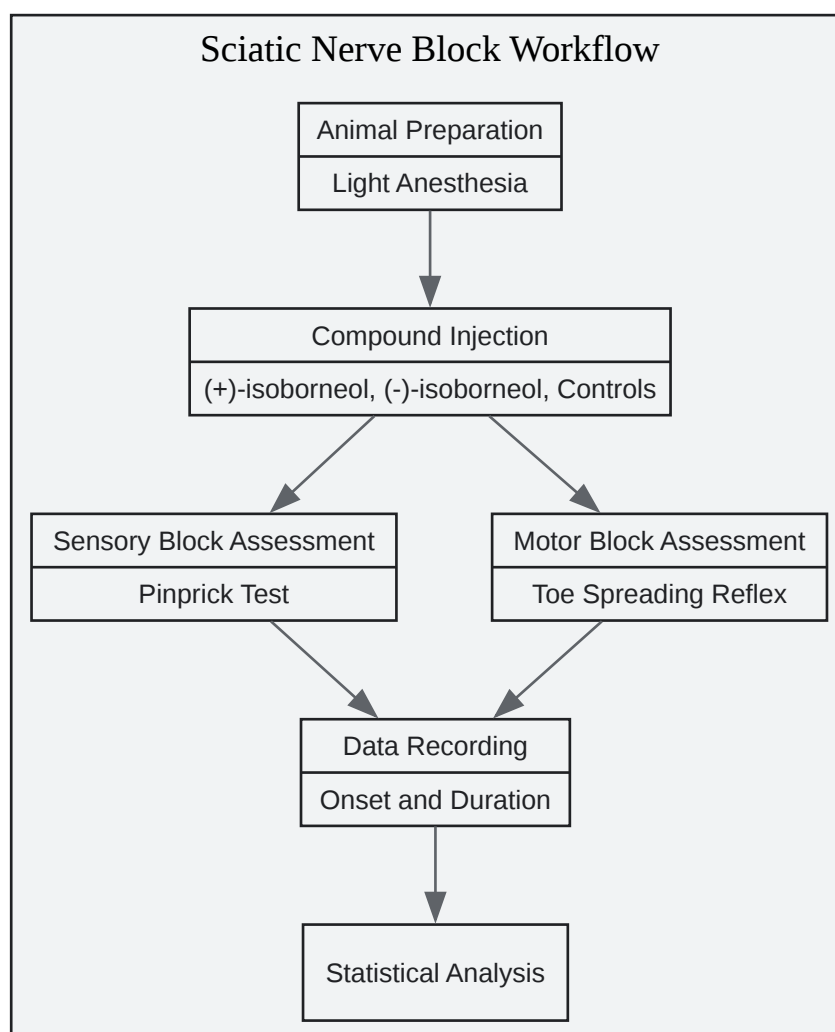 Sciatic Nerve Block Workflow
Animal Preparation
Light Anesthesia
Compound Injection
(+)-isoborneol, (-)-isoborneol, Controls
Sensory Block Assessment
Pinprick Test
Motor Block Assessment
Toe Spreading Reflex
Data Recording
Onset and Duration
Statistical Analysis